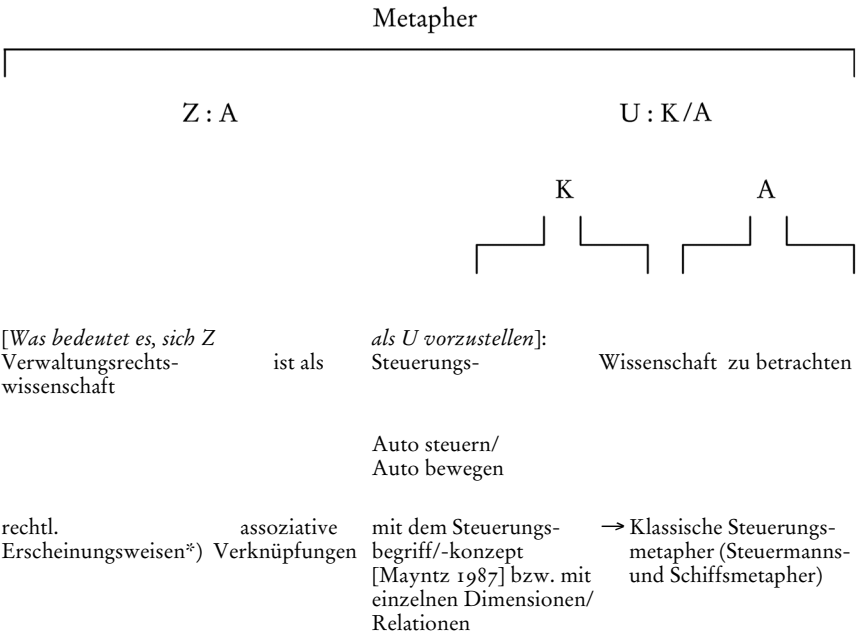 Metapher
Z : A U : K/A
K A
[Was bedeutet es, sich Z als U vorzustellen]:
Verwaltungsrechts- ist als Steuerungs- Wissenschaft zu betrachten
wissenschaft
Auto steuern/
Auto bewegen
rechtl. assoziative mit dem Steuerungs- → Klassische Steuerungs-
Erscheinungsweisen*) Verknüpfungen begriff/-konzept metapher (Steuermanns-
[Mayntz 1987] bzw. mit und Schiffsmetapher)
einzelnen Dimensionen/
Relationen